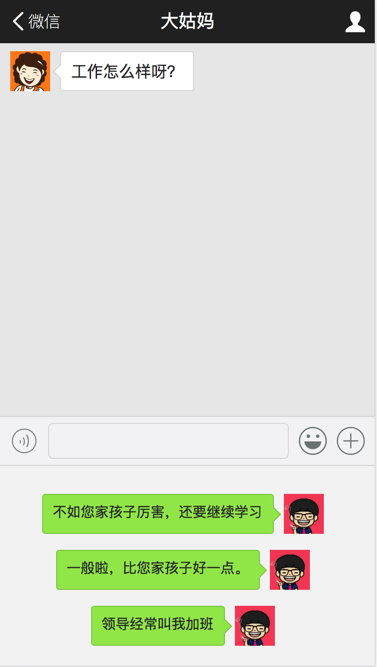 微信
大姑妈
工作怎么样呀?
不如您家孩子厉害，还要继续学习
一般啦，比您家孩子好一点。
领导经常叫我加班